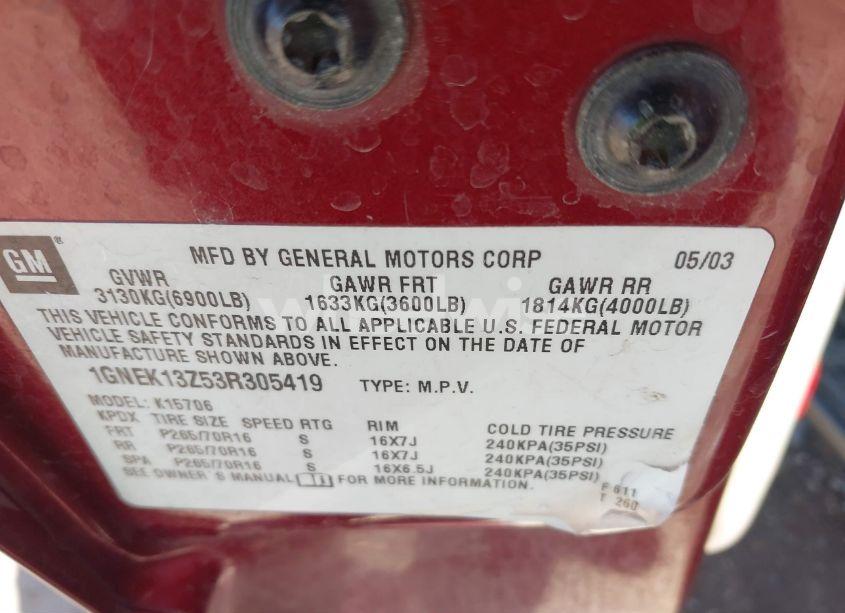 GM ®
MFD BY GENERAL MOTORS CORP 05/03
GVWR GAWR FRT GAWR RR
3130KG(6900LB) 1633KG(3600LB) 1814KG(4000LB)
THIS VEHICLE CONFORMS TO ALL APPLICABLE U.S. FEDERAL MOTOR
VEHICLE SAFETY STANDARDS IN EFFECT ON THE DATE OF
MANUFACTURE SHOWN ABOVE.
1GNEK13Z53R305419 TYPE: M.P.V.
MODEL: K15706
KPDX TIRE SIZE SPEED RTG RIM COLD TIRE PRESSURE
FRT P265/70R16 S 16X7J 240KPA(35PSI)
RR P265/70R16 S 16X7J 240KPA(35PSI)
SPA P265/70R16 S 16X6.5J 240KPA(35PSI)
SEE OWNER'S MANUAL FOR MORE INFORMATION.
F 611
T 260